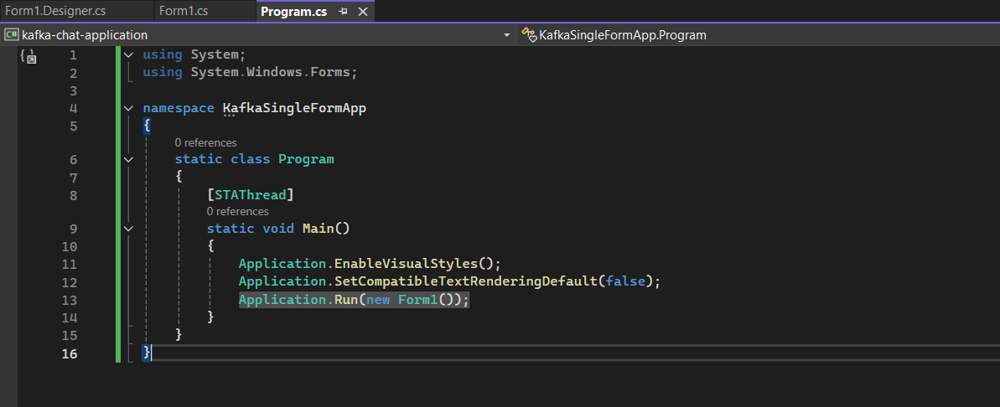 Form1.Designer.cs Form1.cs Program.cs
C# kafka-chat-application KafkaSingleFormApp.Program
1 using System;
2 using System.Windows.Forms;
3
4 namespace KafkaSingleFormApp
5 {
0 references
6 static class Program
7 {
8 [STAThread]
0 references
9 static void Main()
10 {
11 Application.EnableVisualStyles();
12 Application.SetCompatibleTextRenderingDefault(false);
13 Application.Run(new Form1());
14 }
15 }
16 }